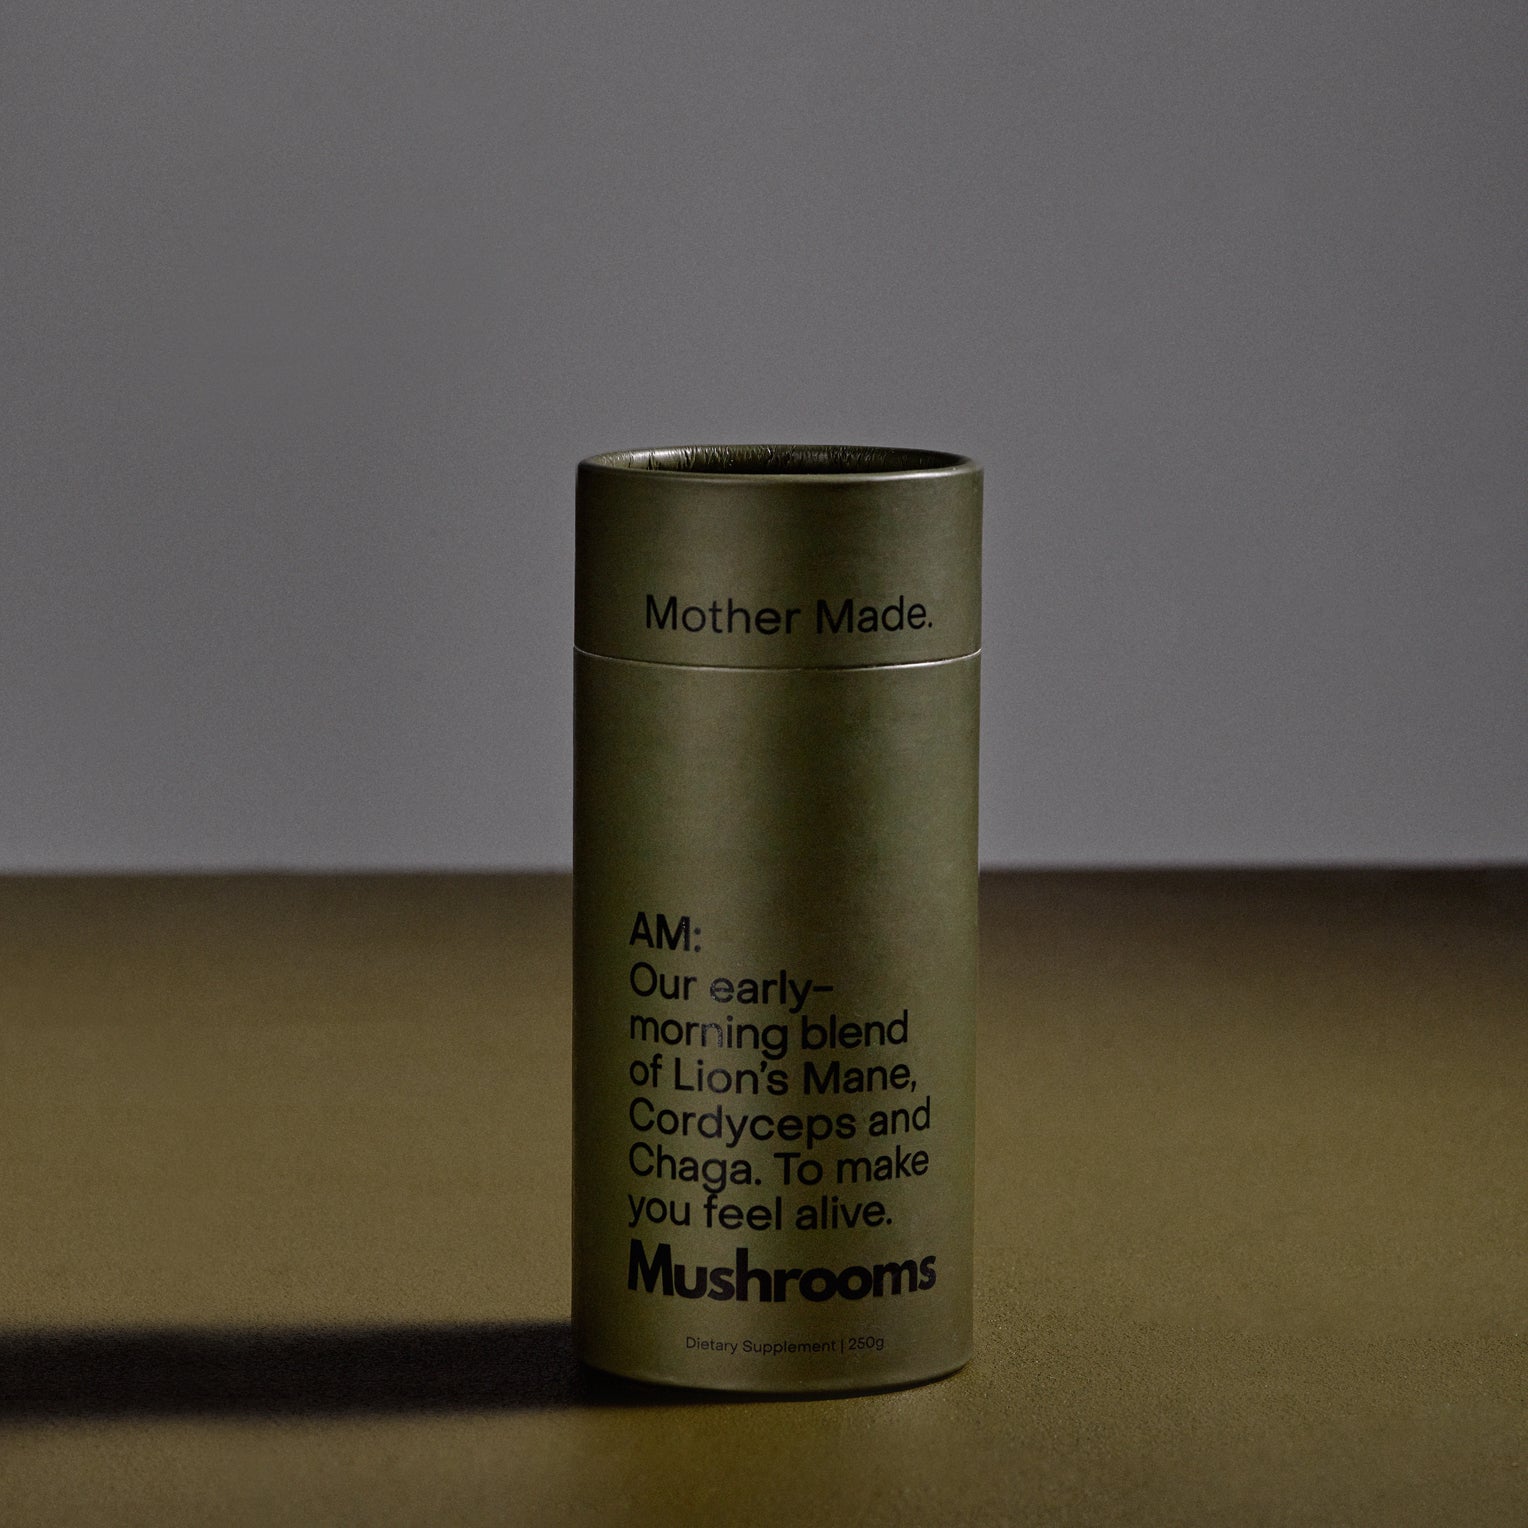 Mother Made.
AM:
Our early-
morning blend
of Lion's Mane,
Cordyceps and
Chaga. To make
you feel alive.
Mushrooms
Dietary Supplement | 250g